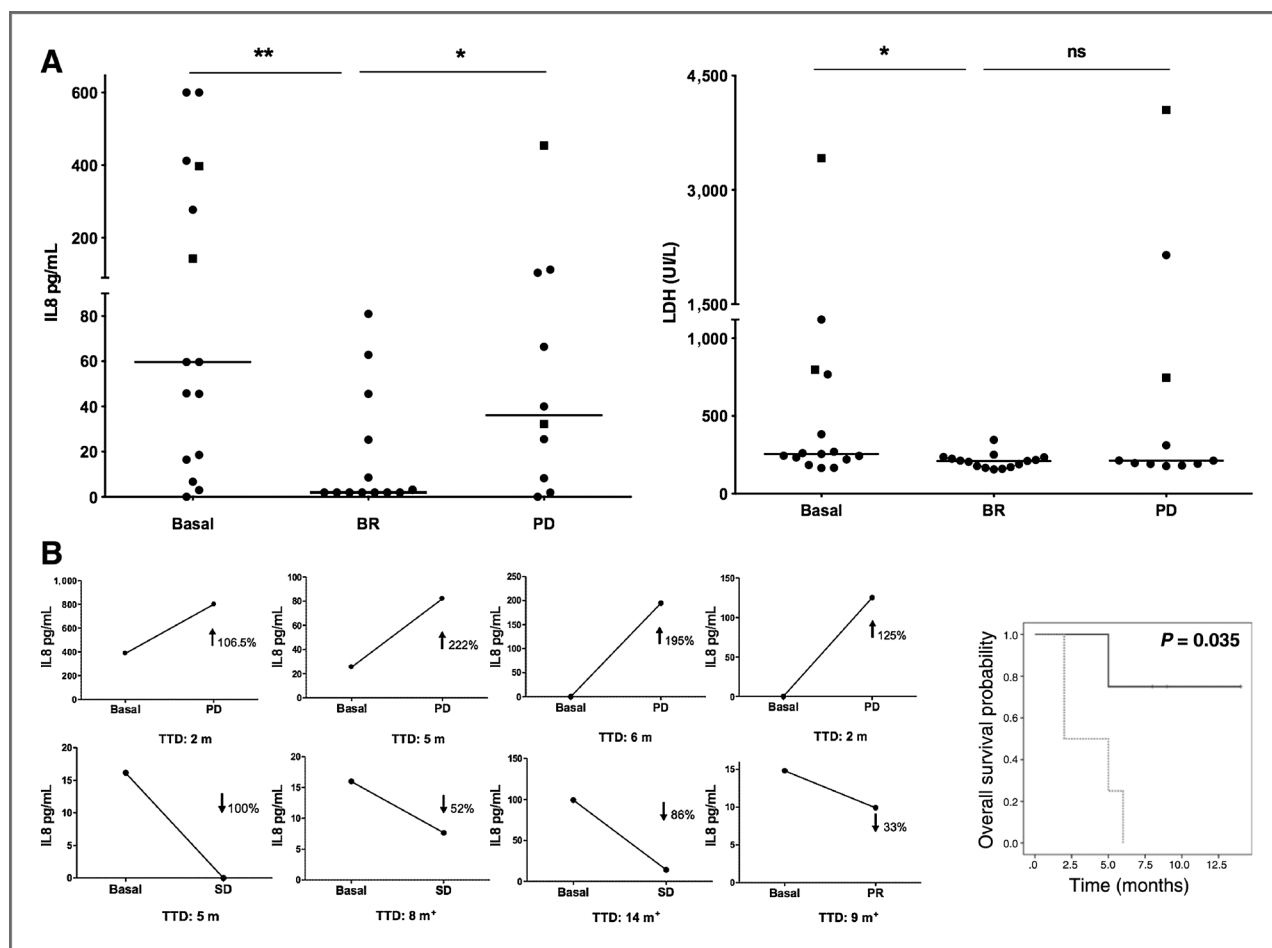 A
** *
IL8 pg/mL
600
400
200
80
60
40
20
0
Basal BR PD
* ns
LDH (UI/L)
4,500
3,000
1,500
1,000
500
0
Basal BR PD
B
IL8 pg/mL
1,000
800
600
400
200
0
106.5%
Basal PD
TTD: 2 m
IL8 pg/mL
100
80
60
40
20
0
222%
Basal PD
TTD: 5 m
IL8 pg/mL
250
200
150
100
50
0
195%
Basal PD
TTD: 6 m
IL8 pg/mL
150
125
100
75
50
25
0
125%
Basal PD
TTD: 2 m
IL8 pg/mL
20
15
10
5
0
100%
Basal SD
TTD: 5 m
IL8 pg/mL
20
15
10
5
0
52%
Basal SD
TTD: 8 m⁺
IL8 pg/mL
150
100
50
0
86%
Basal SD
TTD: 14 m⁺
IL8 pg/mL
15
10
5
0
33%
Basal PR
TTD: 9 m⁺
P = 0.035
Overall survival probability
1.0
0.8
0.6
0.4
0.2
0.0
.0 2.5 5.0 7.5 10.0 12.5
Time (months)